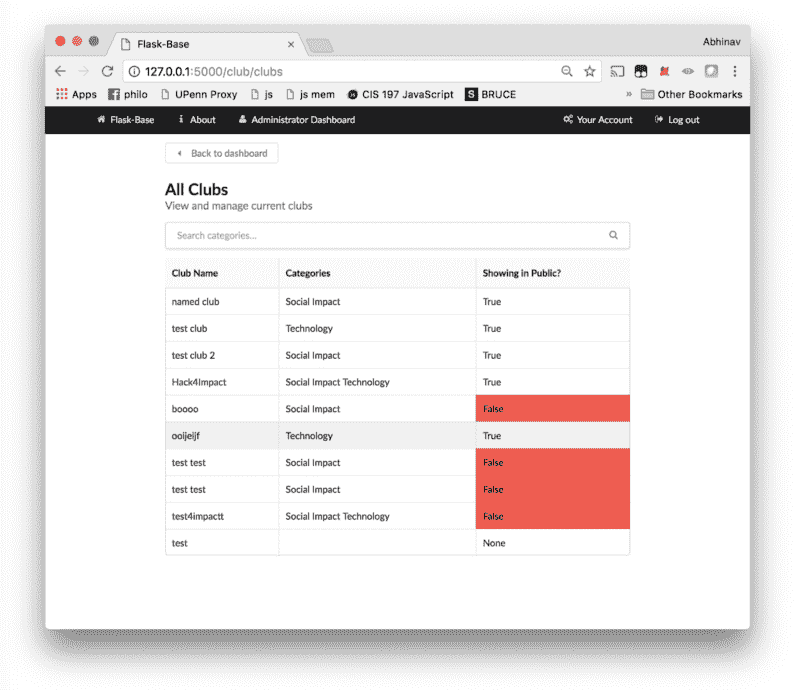 Flask-Base
Abhinav
127.0.0.1:5000/club/clubs
Apps philo UPenn Proxy js js mem CIS 197 JavaScript S BRUCE » Other Bookmarks
Flask-Base About Administrator Dashboard Your Account Log out
Back to dashboard
All Clubs
View and manage current clubs
Search categories...
Club Name Categories Showing in Public?
named club Social Impact True
test club Technology True
test club 2 Social Impact True
Hack4Impact Social Impact Technology True
boooo Social Impact False
ooijeijf Technology True
test test Social Impact False
test test Social Impact False
test4impactt Social Impact Technology False
test None